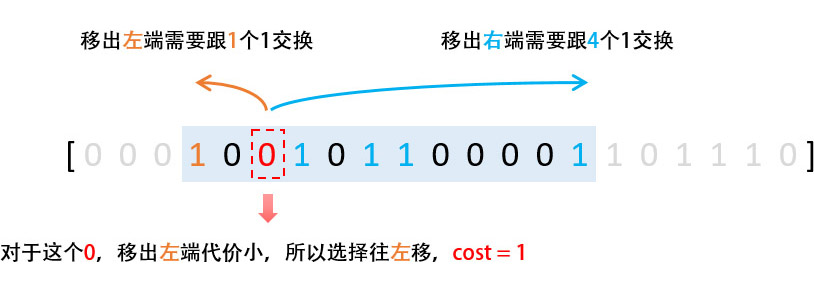 移出左端需要跟1个1交换
移出右端需要跟4个1交换
[ 0 0 0 1 0 0 1 0 1 1 0 0 0 0 1 1 0 1 1 1 0 ]
对于这个0，移出左端代价小，所以选择往左移，cost = 1